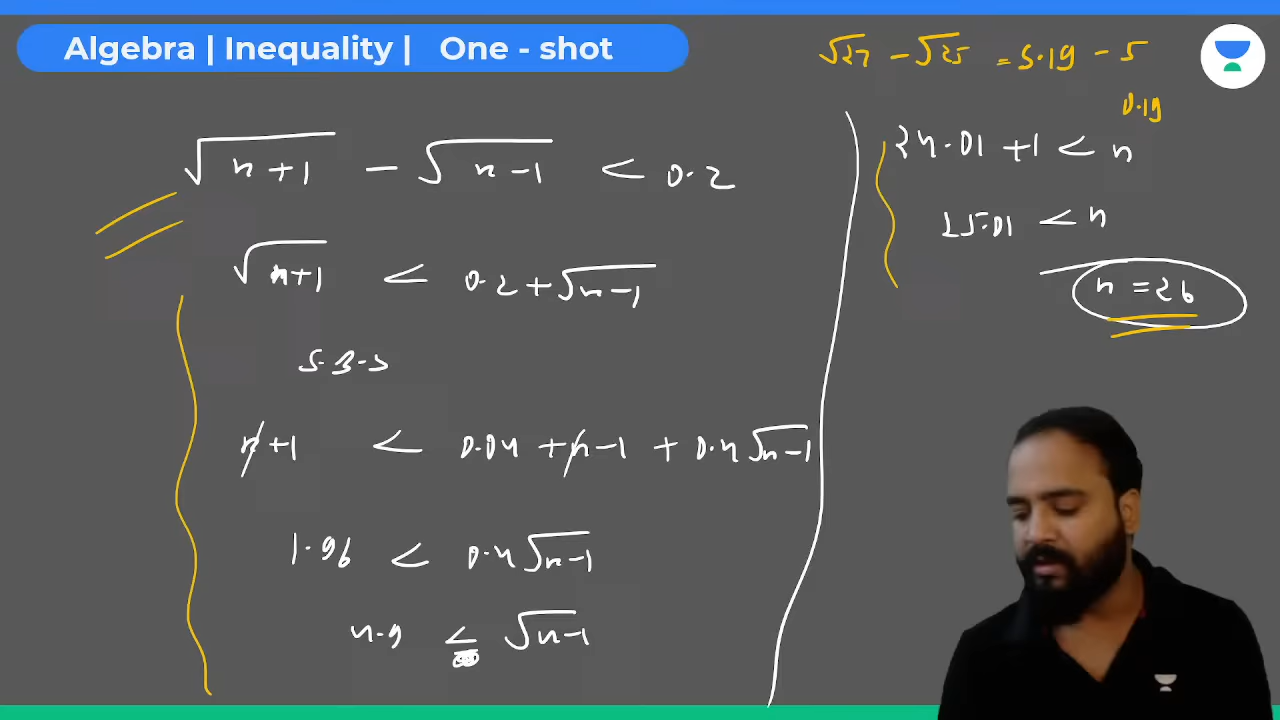 Algebra | Inequality | One - shot
√27 - √25 = 5.19 - 5
0.19
√n+1 - √n-1 < 0.2
√n+1 < 0.2 + √n-1
n+1 < 0.04 + n-1 + 0.4√n-1
1.96 < 0.4√n-1
4.9 < √n-1
24.01 + 1 < n
25.01 < n
n = 26